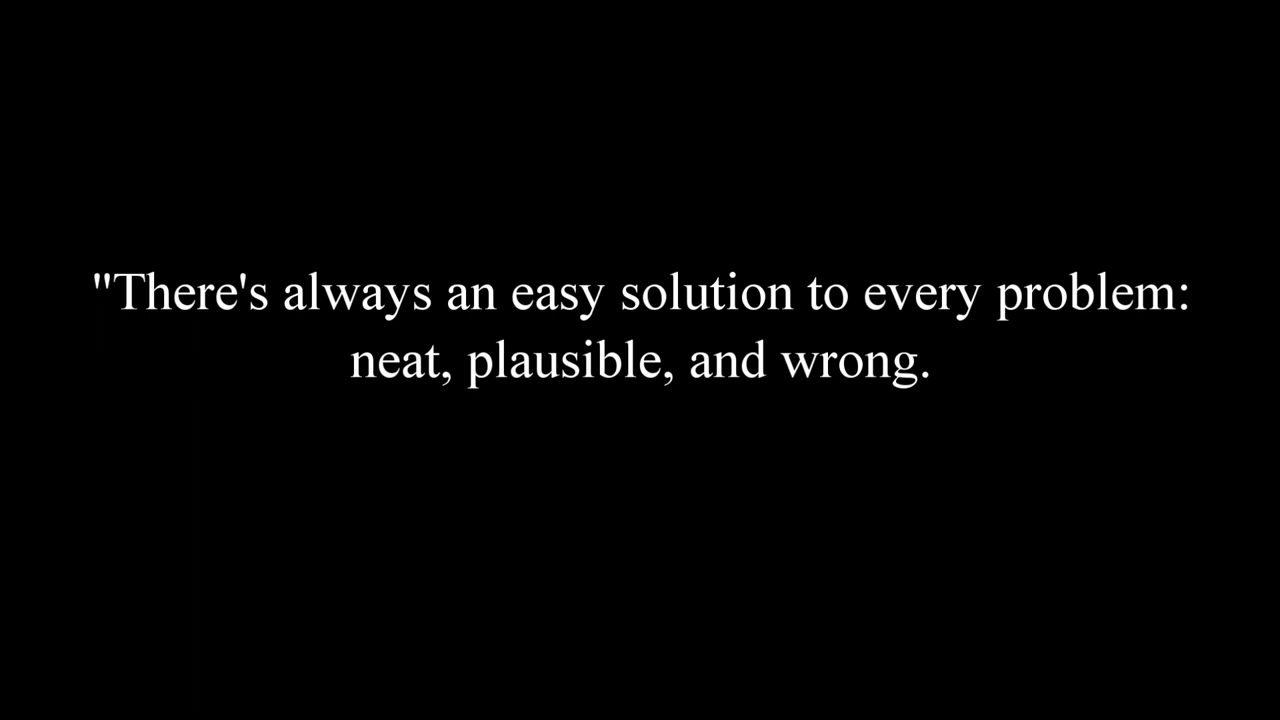 "There's always an easy solution to every problem:
neat, plausible, and wrong.